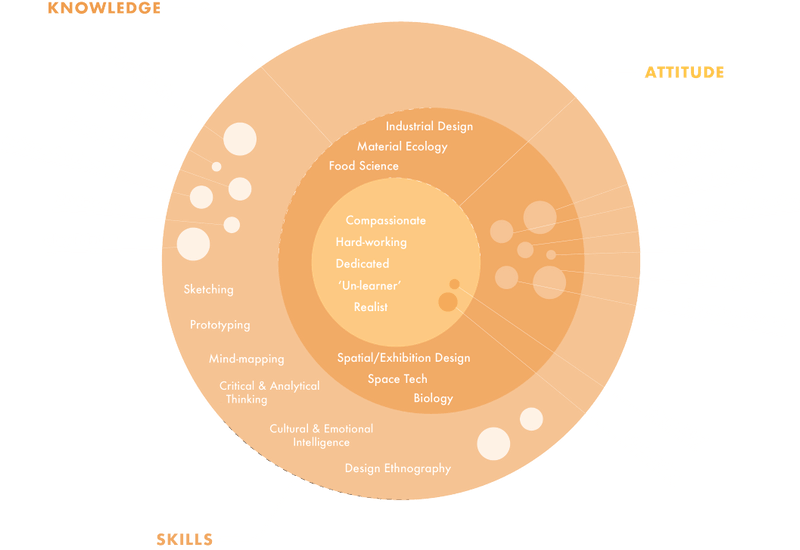 KNOWLEDGE
ATTITUDE
Industrial Design
Material Ecology
Food Science
Compassionate
Hard-working
Dedicated
‘Un-learner’
Realist
Sketching
Prototyping
Mind-mapping
Critical & Analytical
Thinking
Spatial/Exhibition Design
Space Tech
Biology
Cultural & Emotional
Intelligence
Design Ethnography
SKILLS